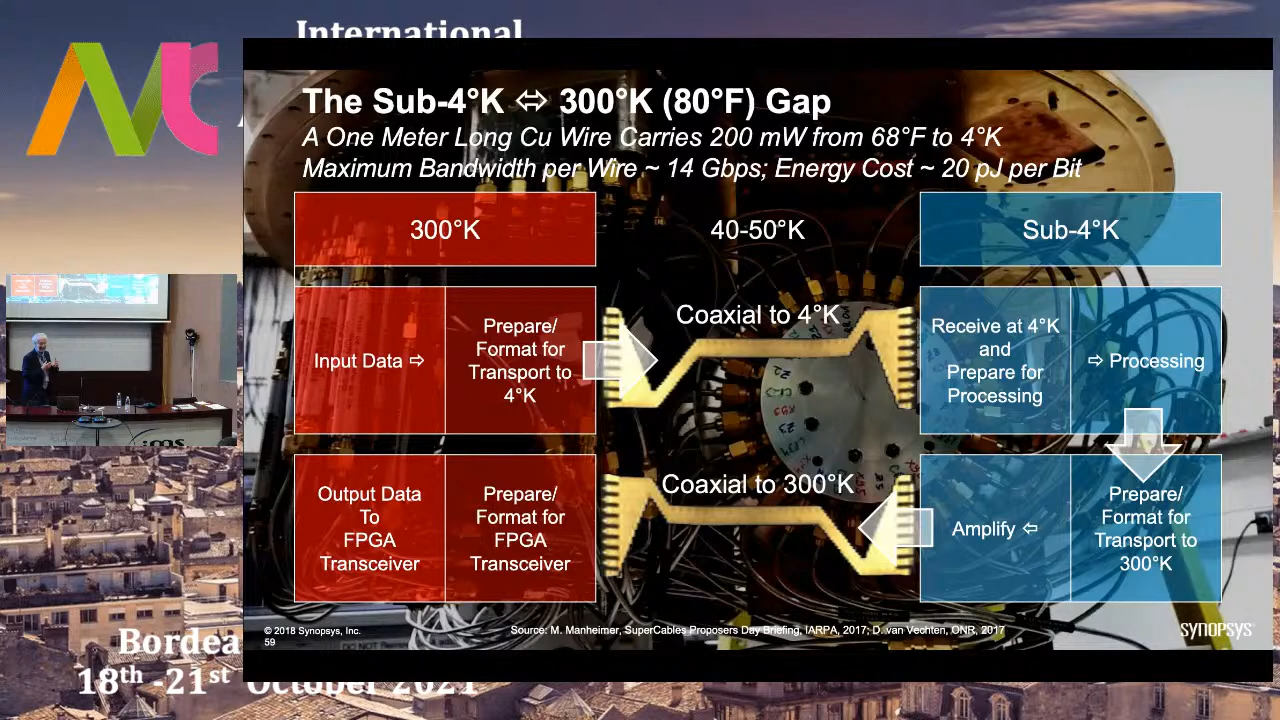 International
The Sub-4°K ⬄ 300°K (80°F) Gap
A One Meter Long Cu Wire Carries 200 mW from 68°F to 4°K
Maximum Bandwidth per Wire ~ 14 Gbps; Energy Cost ~ 20 pJ per Bit
300°K
40-50°K
Sub-4°K
Input Data ⇨
Prepare/
Format for
Transport to
4°K
Coaxial to 4°K
Receive at 4°K
and
Prepare for
Processing
⇨ Processing
Output Data
To
FPGA
Transceiver
Prepare/
Format for
FPGA
Transceiver
Coaxial to 300°K
Amplify ⇦
Prepare/
Format for
Transport to
300°K
© 2018 Synopsys, Inc.
59
Source: M. Manheimer, SuperCables Proposers Day Briefing, IARPA, 2017; D. van Vechten, ONR, 2017
SYNOPSYS
ims
Bordea
18th -21st October 2021